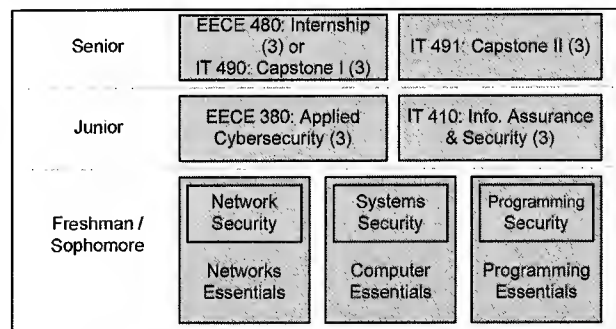 Senior
EECE 480: Internship
(3) or
IT 490: Capstone I (3)
IT 491: Capstone II (3)
Junior
EECE 380: Applied
Cybersecurity (3)
IT 410: Info. Assurance
& Security (3)
Freshman /
Sophomore
Network
Security
Networks
Essentials
Systems
Security
Computer
Essentials
Programming
Security
Programming
Essentials